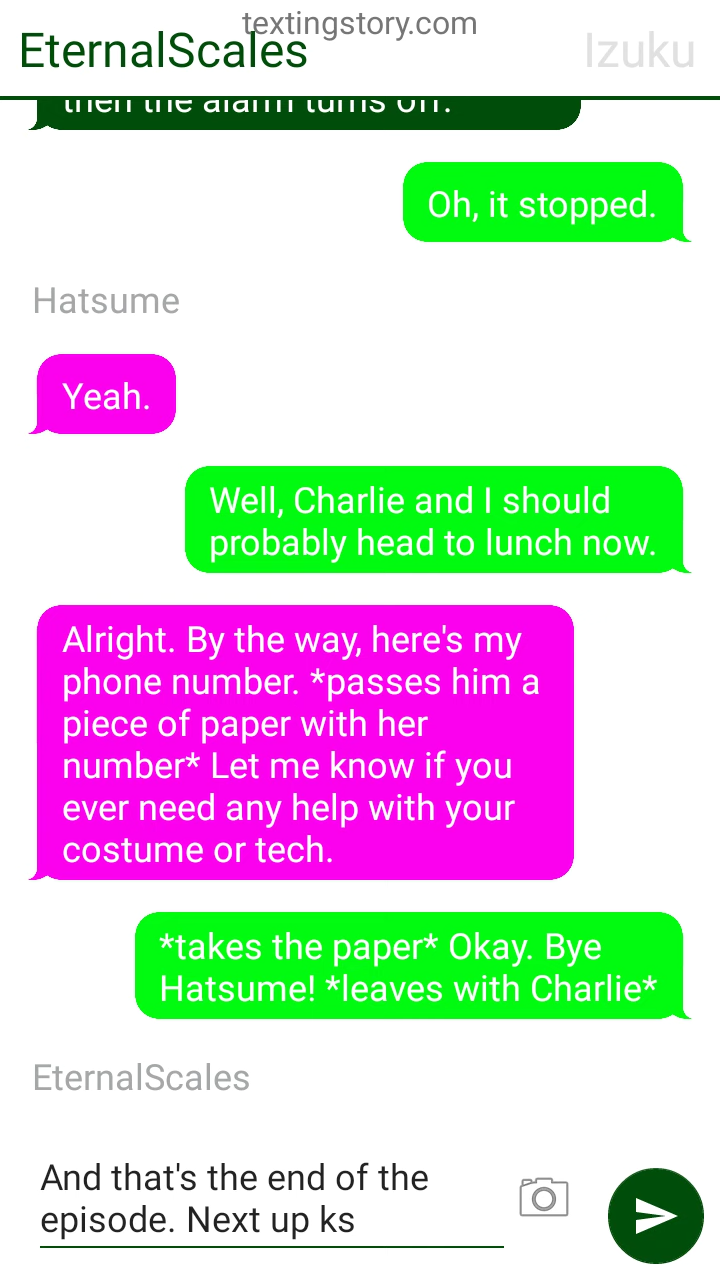 textingstory.com
EternalScales
Izuku
then the alarm turns off.
Oh, it stopped.
Hatsume
Yeah.
Well, Charlie and I should
probably head to lunch now.
Alright. By the way, here's my
phone number. *passes him a
piece of paper with her
number* Let me know if you
ever need any help with your
costume or tech.
*takes the paper* Okay. Bye
Hatsume! *leaves with Charlie*
EternalScales
And that's the end of the
episode. Next up ks